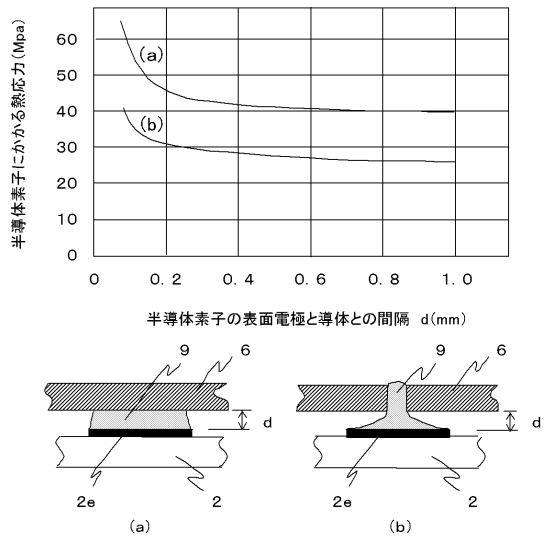 半導体素子にかかる熱応力(Mpa)
60
50
40
30
20
10
0
(a)
(b)
0 0.2 0.4 0.6 0.8 1.0
半導体素子の表面電極と導体との間隔 d(mm)
9 6 9 6
d d
2e 2 2e 2
(a) (b)